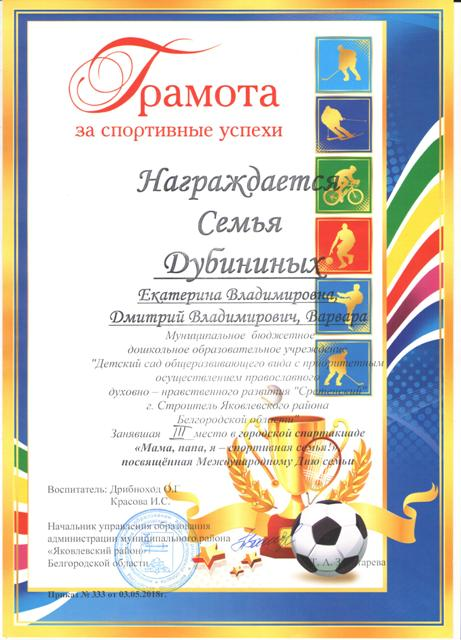 Грамота
за спортивные успехи
Награждается
Семья
Дубининых
Екатерина Владимировна,
Дмитрий Владимирович, Варвара
Муниципальное бюджетное
дошкольное образовательное учреждение
"Детский сад общеразвивающего вида с приоритетным
осуществлением православного
духовно – нравственного развития "Сретенский"
г. Строитель Яковлевского района
Белгородской области"
Занявшая III место в городской спартакиаде
«Мама, папа, я – спортивная семья!»
посвящённая Международному Дню семьи
Воспитатель: Дрибноход О.Г
Красова И.С.
Начальник управления образования
администрации муниципального района
«Яковлевский район»
Белгородской области
Приказ № 333 от 03.05.2018г.